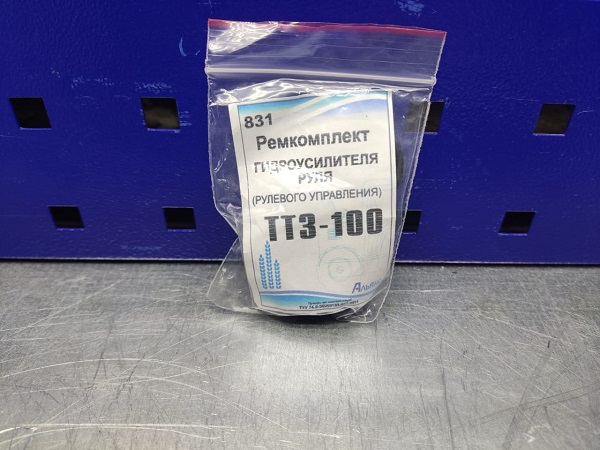 831
Ремкомплект
ГИДРОУСИЛИТЕЛЯ
РУЛЯ
(РУЛЕВОГО УПРАВЛЕНИЯ)
ТТЗ-100